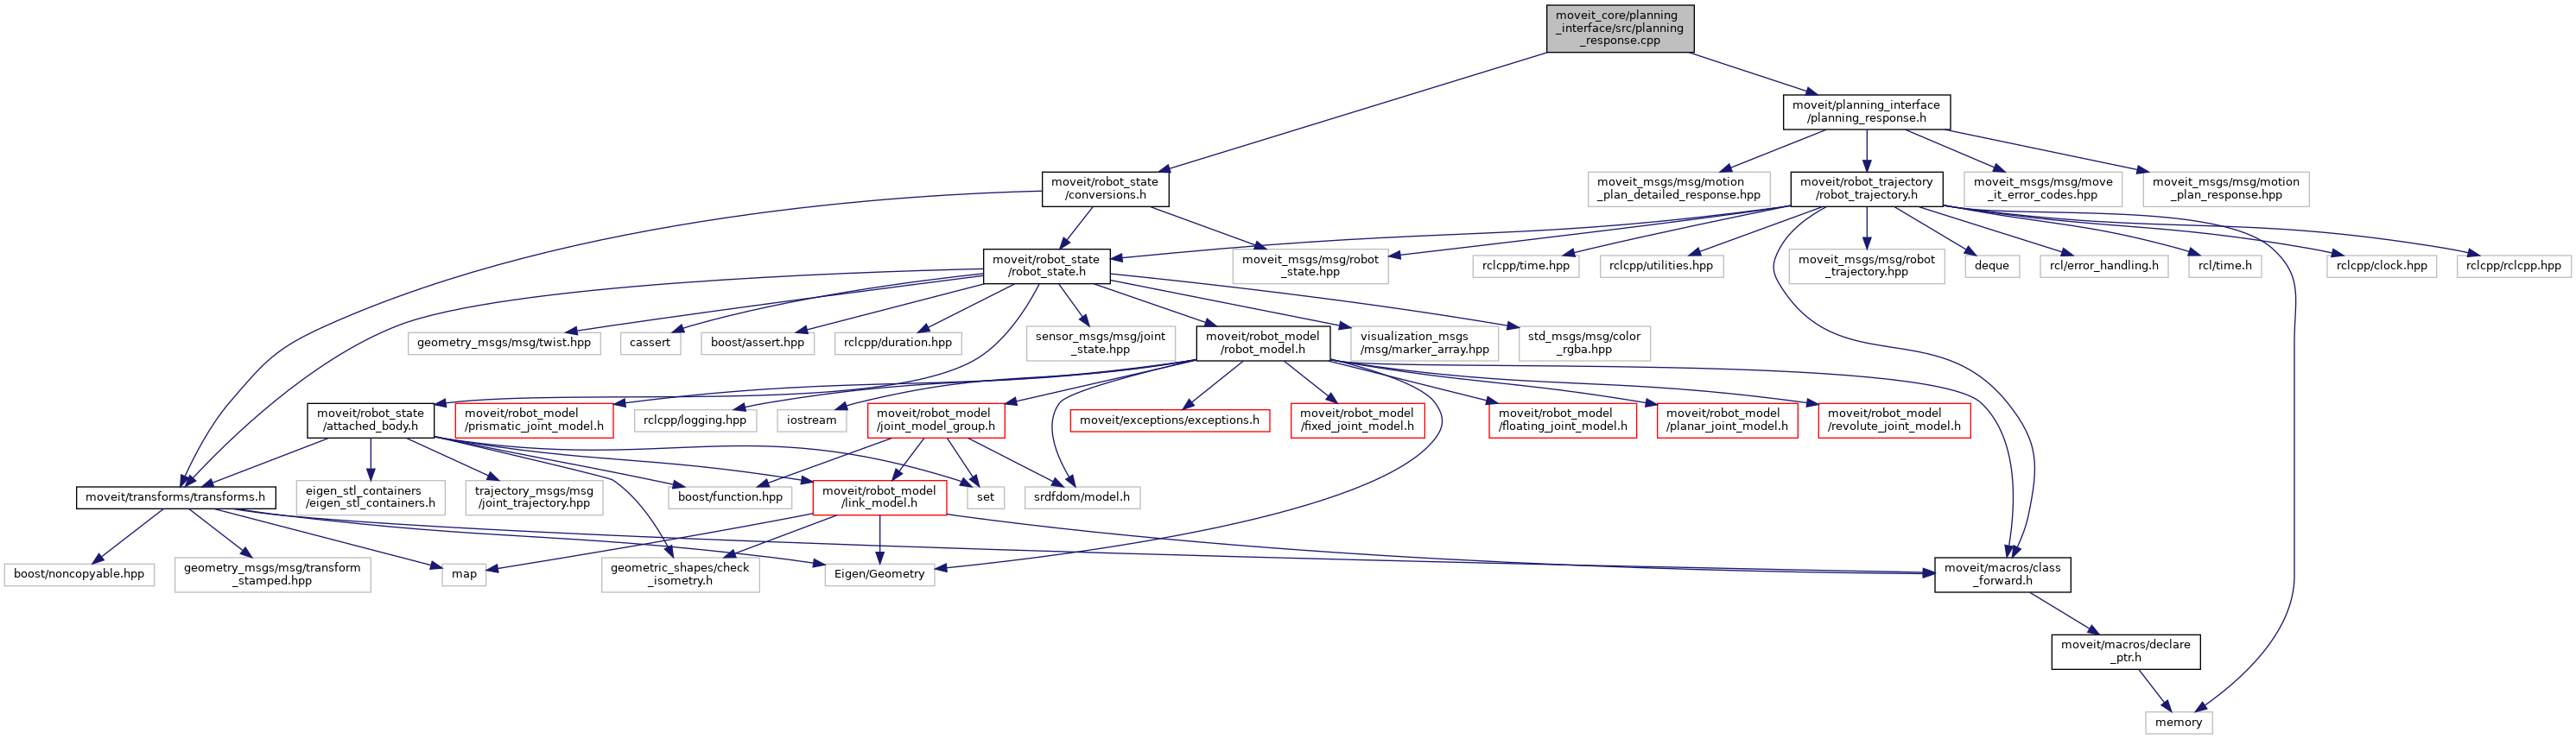 moveit_core/planning
_interface/src/planning
_response.cpp
moveit/planning_interface
/planning_response.h
moveit/robot_state
/conversions.h
moveit_msgs/msg/motion
_plan_detailed_response.hpp
moveit/robot_trajectory
/robot_trajectory.h
moveit_msgs/msg/move
_it_error_codes.hpp
moveit_msgs/msg/motion
_plan_response.hpp
moveit/robot_state
/robot_state.h
moveit_msgs/msg/robot
_state.hpp
rclcpp/time.hpp
rclcpp/utilities.hpp
moveit_msgs/msg/robot
_trajectory.hpp
deque
rcl/error_handling.h
rcl/time.h
rclcpp/clock.hpp
rclcpp/rclcpp.hpp
geometry_msgs/msg/twist.hpp
cassert
boost/assert.hpp
rclcpp/duration.hpp
sensor_msgs/msg/joint
_state.hpp
moveit/robot_model
/robot_model.h
visualization_msgs
/msg/marker_array.hpp
std_msgs/msg/color
_rgba.hpp
moveit/robot_state
/attached_body.h
moveit/robot_model
/prismatic_joint_model.h
rclcpp/logging.hpp
iostream
moveit/robot_model
/joint_model_group.h
moveit/exceptions/exceptions.h
moveit/robot_model
/fixed_joint_model.h
moveit/robot_model
/floating_joint_model.h
moveit/robot_model
/planar_joint_model.h
moveit/robot_model
/revolute_joint_model.h
moveit/transforms/transforms.h
eigen_stl_containers
/eigen_stl_containers.h
trajectory_msgs/msg
/joint_trajectory.hpp
boost/function.hpp
moveit/robot_model
/link_model.h
set
srdfdom/model.h
boost/noncopyable.hpp
geometry_msgs/msg/transform
_stamped.hpp
map
geometric_shapes/check
_isometry.h
Eigen/Geometry
moveit/macros/class
_forward.h
moveit/macros/declare
_ptr.h
memory